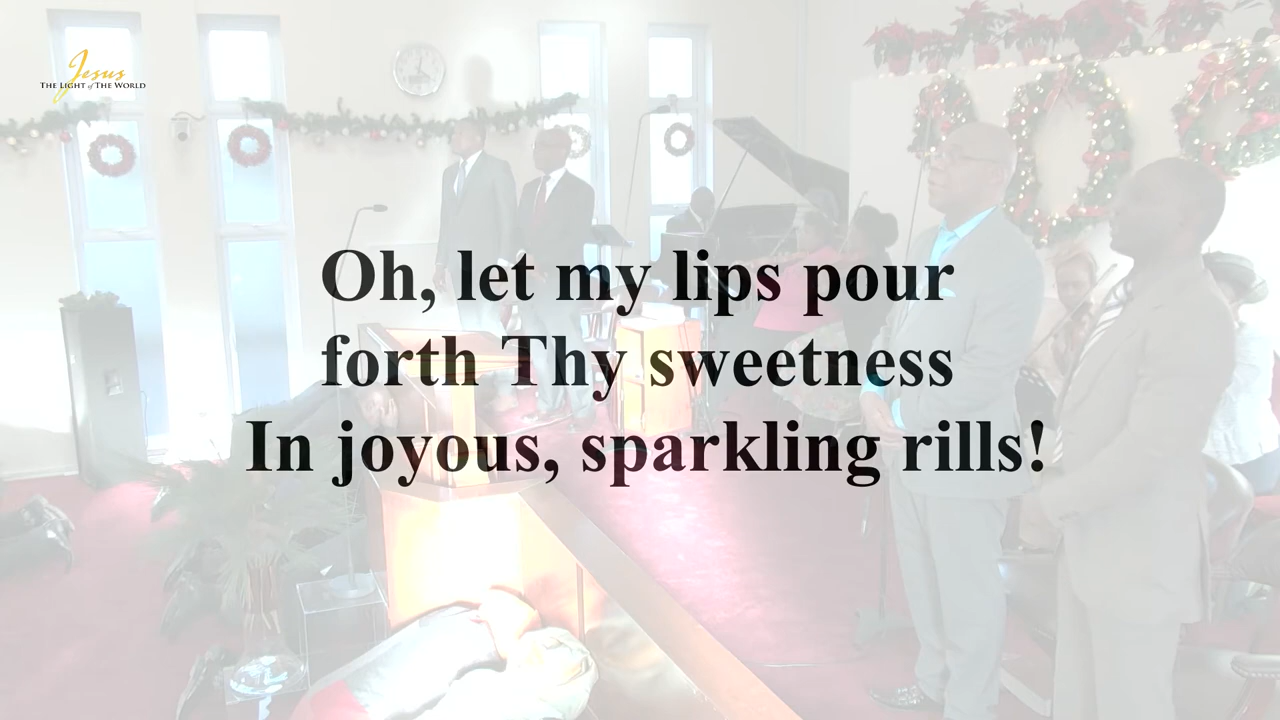 Jesus
THE LIGHT of THE WORLD
Oh, let my lips pour
forth Thy sweetness
In joyous, sparkling rills!